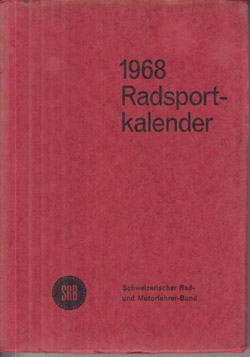 1968
Radsport-
kalender
SRB
Schweizerischer Rad-
und Motorfahrer-Bund